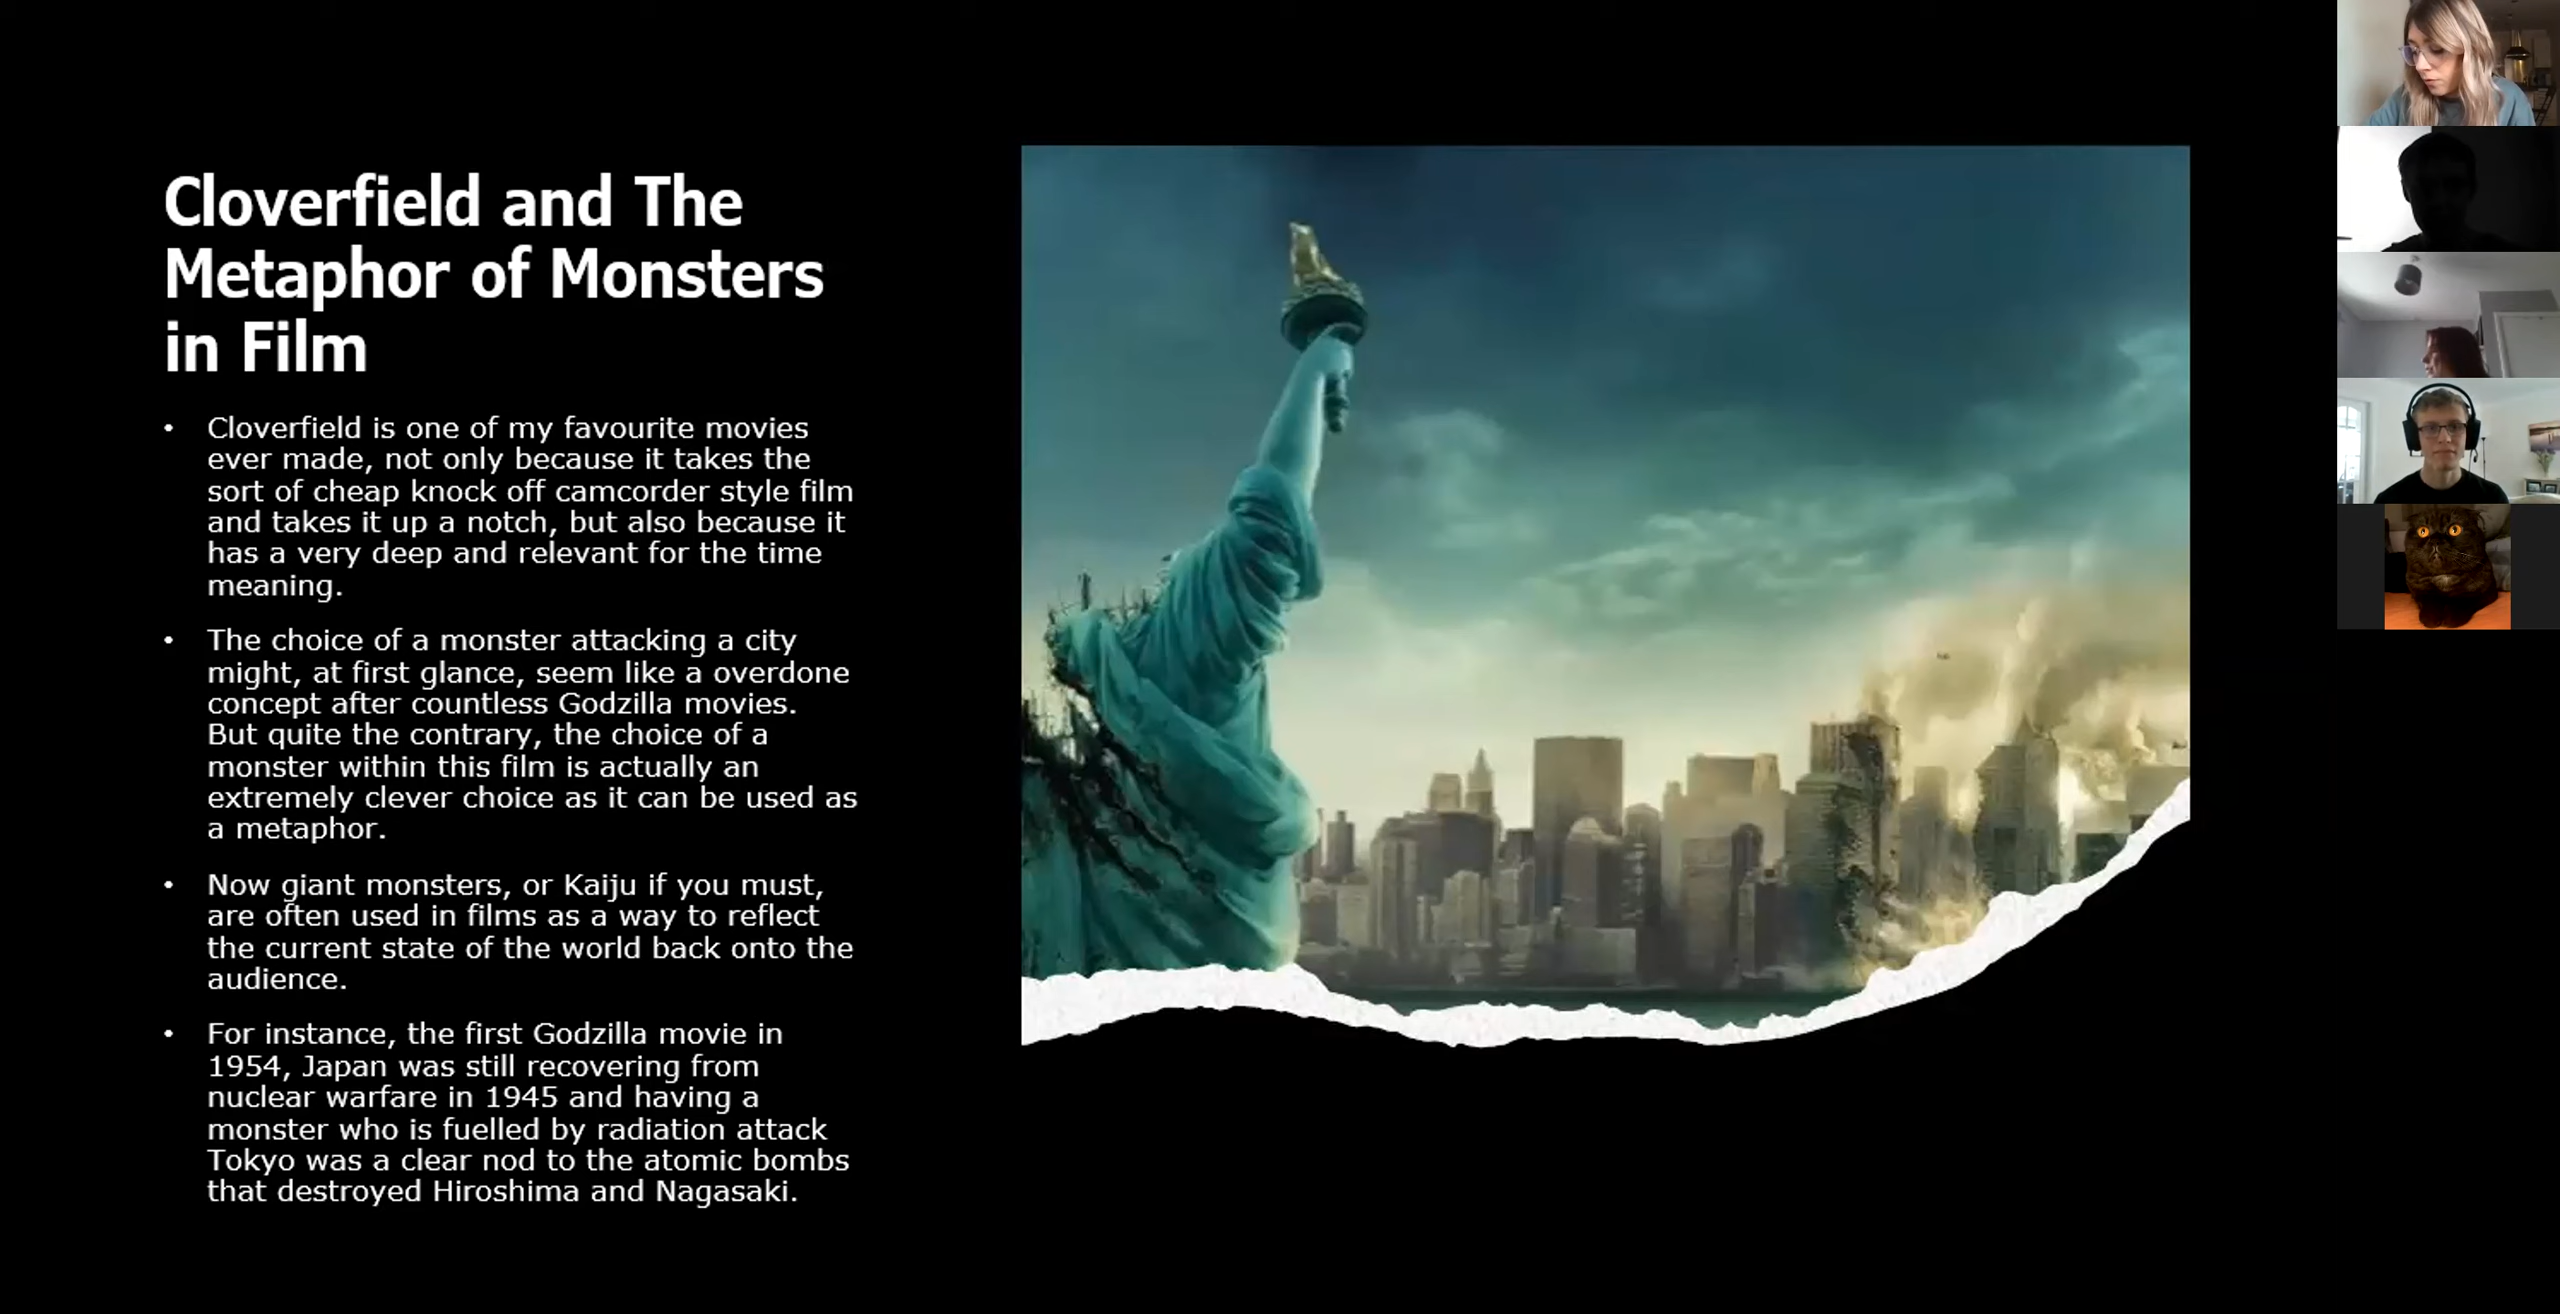 Cloverfield and The
Metaphor of Monsters
in Film
• Cloverfield is one of my favourite movies
ever made, not only because it takes the
sort of cheap knock off camcorder style film
and takes it up a notch, but also because it
has a very deep and relevant for the time
meaning.
• The choice of a monster attacking a city
might, at first glance, seem like a overdone
concept after countless Godzilla movies.
But quite the contrary, the choice of a
monster within this film is actually an
extremely clever choice as it can be used as
a metaphor.
• Now giant monsters, or Kaiju if you must,
are often used in films as a way to reflect
the current state of the world back onto the
audience.
• For instance, the first Godzilla movie in
1954, Japan was still recovering from
nuclear warfare in 1945 and having a
monster who is fuelled by radiation attack
Tokyo was a clear nod to the atomic bombs
that destroyed Hiroshima and Nagasaki.